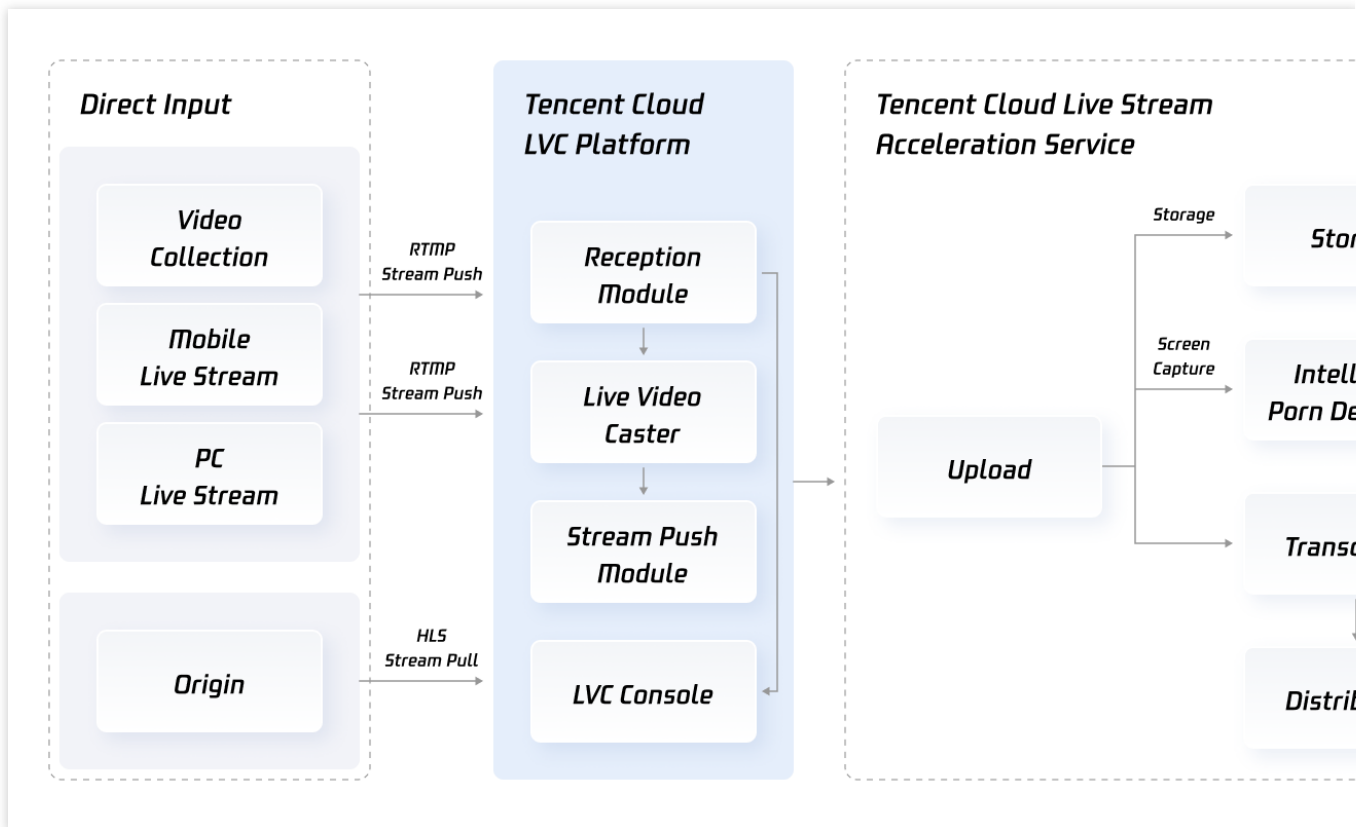 Direct Input
Video
Collection
Mobile
Live Stream
PC
Live Stream
Origin
RTMP
Stream Push
RTMP
Stream Push
HLS
Stream Pull
Tencent Cloud
LVC Platform
Reception
Module
Live Video
Caster
Stream Push
Module
LVC Console
Tencent Cloud Live Stream
Acceleration Service
Upload
Storage
Screen
Capture
Porn